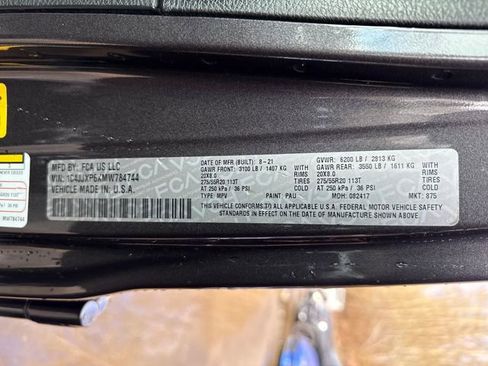 MFD BY: FCA US LLC
VIN: 1C4JJXP6XMW784744
VEHICLE MADE IN U.S.A.
DATE OF MFR.(BUILT): 8-21
GAWR-FRONT: 3100 LB / 1407 KG
WITH
RIMS
20X8.0
TIRES
275/55R20 113T
AT 250 kPa / 36 PSI
TYPE: MPV
PAINT: PAU
GVWR: 6200 LB / 2813 KG
GAWR-REAR: 3550 LB / 1611 KG
WITH
RIMS
20X8.0
TIRES
275/55R20 113T
AT 250 kPa / 36 PSI
MDH: 082417
MKT: 875
VEHICLE CONFORMS TO ALL APPLICABLE U.S.A. FEDERAL MOTOR VEHICLE SAFETY
STANDARDS IN EFFECT ON THE DATE OF MANUFACTURE SHOWN ABOVE.
MW784744